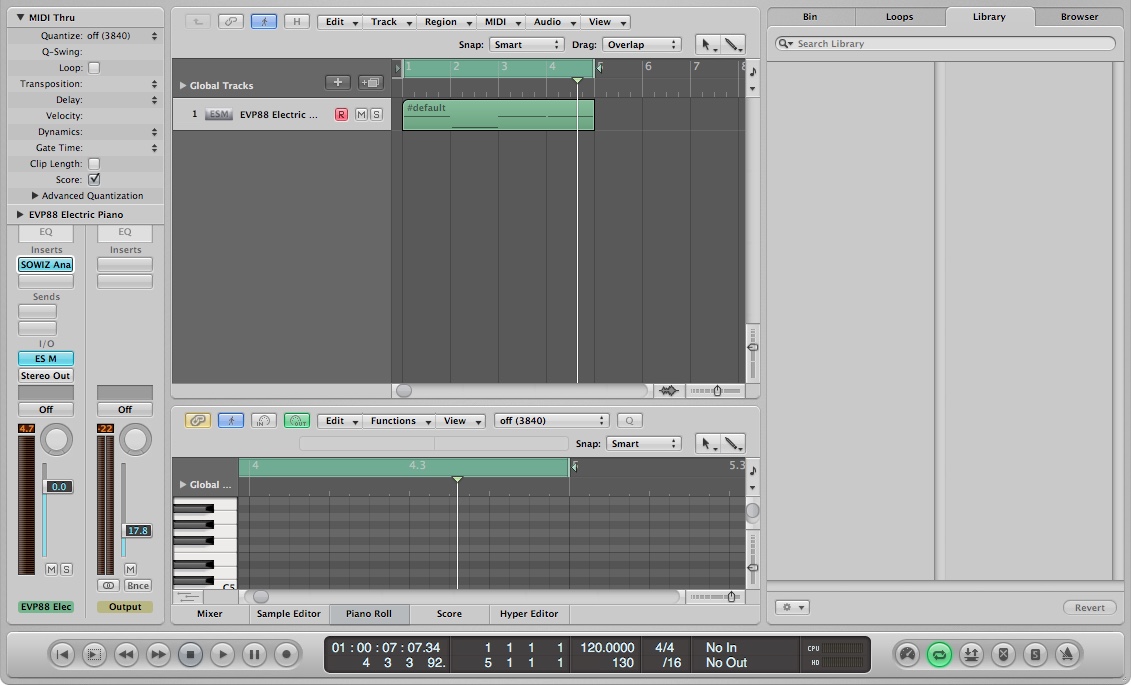 MIDI Thru
Quantize: off (3840)
Q-Swing:
Loop:
Transposition:
Delay:
Velocity:
Dynamics:
Gate Time:
Clip Length:
Score:
Advanced Quantization
EVP88 Electric Piano
EQ EQ
Inserts Inserts
SOWIZ Ana
Sends
I/O
ES M
Stereo Out
Off Off
4.7 -22
0.0
17.8
M S M
Bnce
EVP88 Elec Output
H Edit Track Region MIDI Audio View
Snap: Smart Drag: Overlap
Global Tracks
1 2 3 4 6 7 8
1 ESM EVP88 Electric ... R M S
#default
Edit Functions View off (3840) Q
IN OUT
Snap: Smart
4 4.3 5.3
Global ...
C5
Mixer Sample Editor Piano Roll Score Hyper Editor
Bin Loops Library Browser
Search Library
Revert
01 : 00 : 07 : 07.34 1 1 1 1 120.0000 4/4 No In CPU
4 3 3 92. 5 1 1 1 130 /16 No Out HD
S